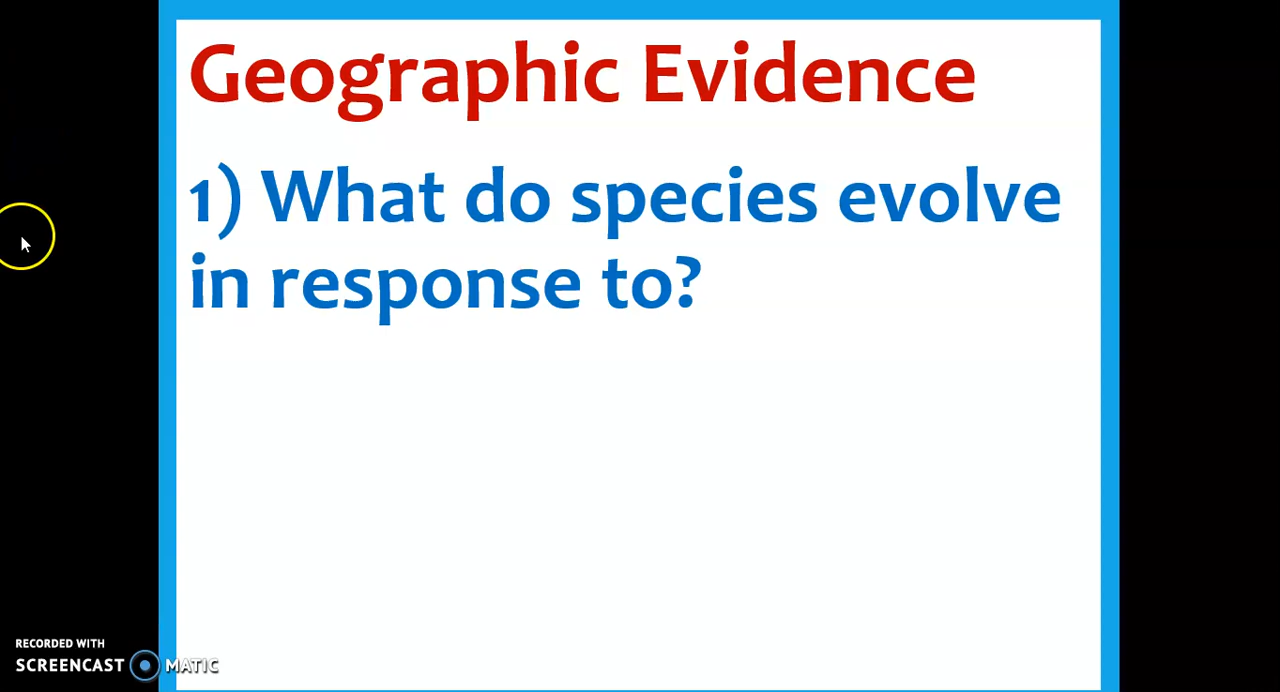 Geographic Evidence
1) What do species evolve
in response to?
RECORDED WITH
SCREENCAST MATIC